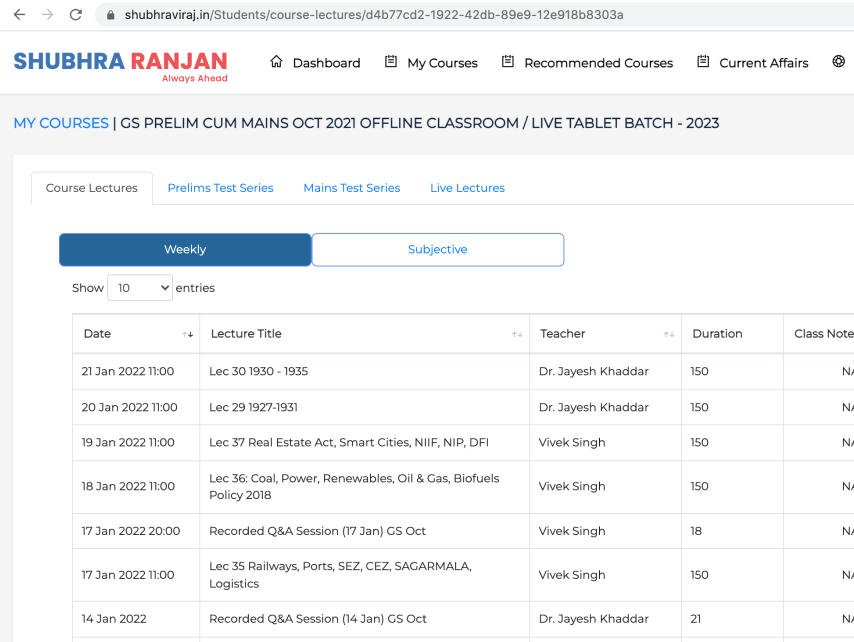 shubhraviraj.in/Students/course-lectures/d4b77cd2-1922-42db-89e9-12e918b8303a
SHUBHRA RANJAN
Always Ahead
Dashboard My Courses Recommended Courses Current Affairs
MY COURSES | GS PRELIM CUM MAINS OCT 2021 OFFLINE CLASSROOM / LIVE TABLET BATCH - 2023
Course Lectures Prelims Test Series Mains Test Series Live Lectures
Weekly Subjective
Show 10 entries
Date Lecture Title Teacher Duration Class Note
21 Jan 2022 11:00 Lec 30 1930 - 1935 Dr. Jayesh Khaddar 150 NA
20 Jan 2022 11:00 Lec 29 1927-1931 Dr. Jayesh Khaddar 150 NA
19 Jan 2022 11:00 Lec 37 Real Estate Act, Smart Cities, NIIF, NIP, DFI Vivek Singh 150 NA
18 Jan 2022 11:00 Lec 36: Coal, Power, Renewables, Oil & Gas, Biofuels Policy 2018 Vivek Singh 150 NA
17 Jan 2022 20:00 Recorded Q&A Session (17 Jan) GS Oct Vivek Singh 18 NA
17 Jan 2022 11:00 Lec 35 Railways, Ports, SEZ, CEZ, SAGARMALA, Logistics Vivek Singh 150 NA
14 Jan 2022 Recorded Q&A Session (14 Jan) GS Oct Dr. Jayesh Khaddar 21 NA